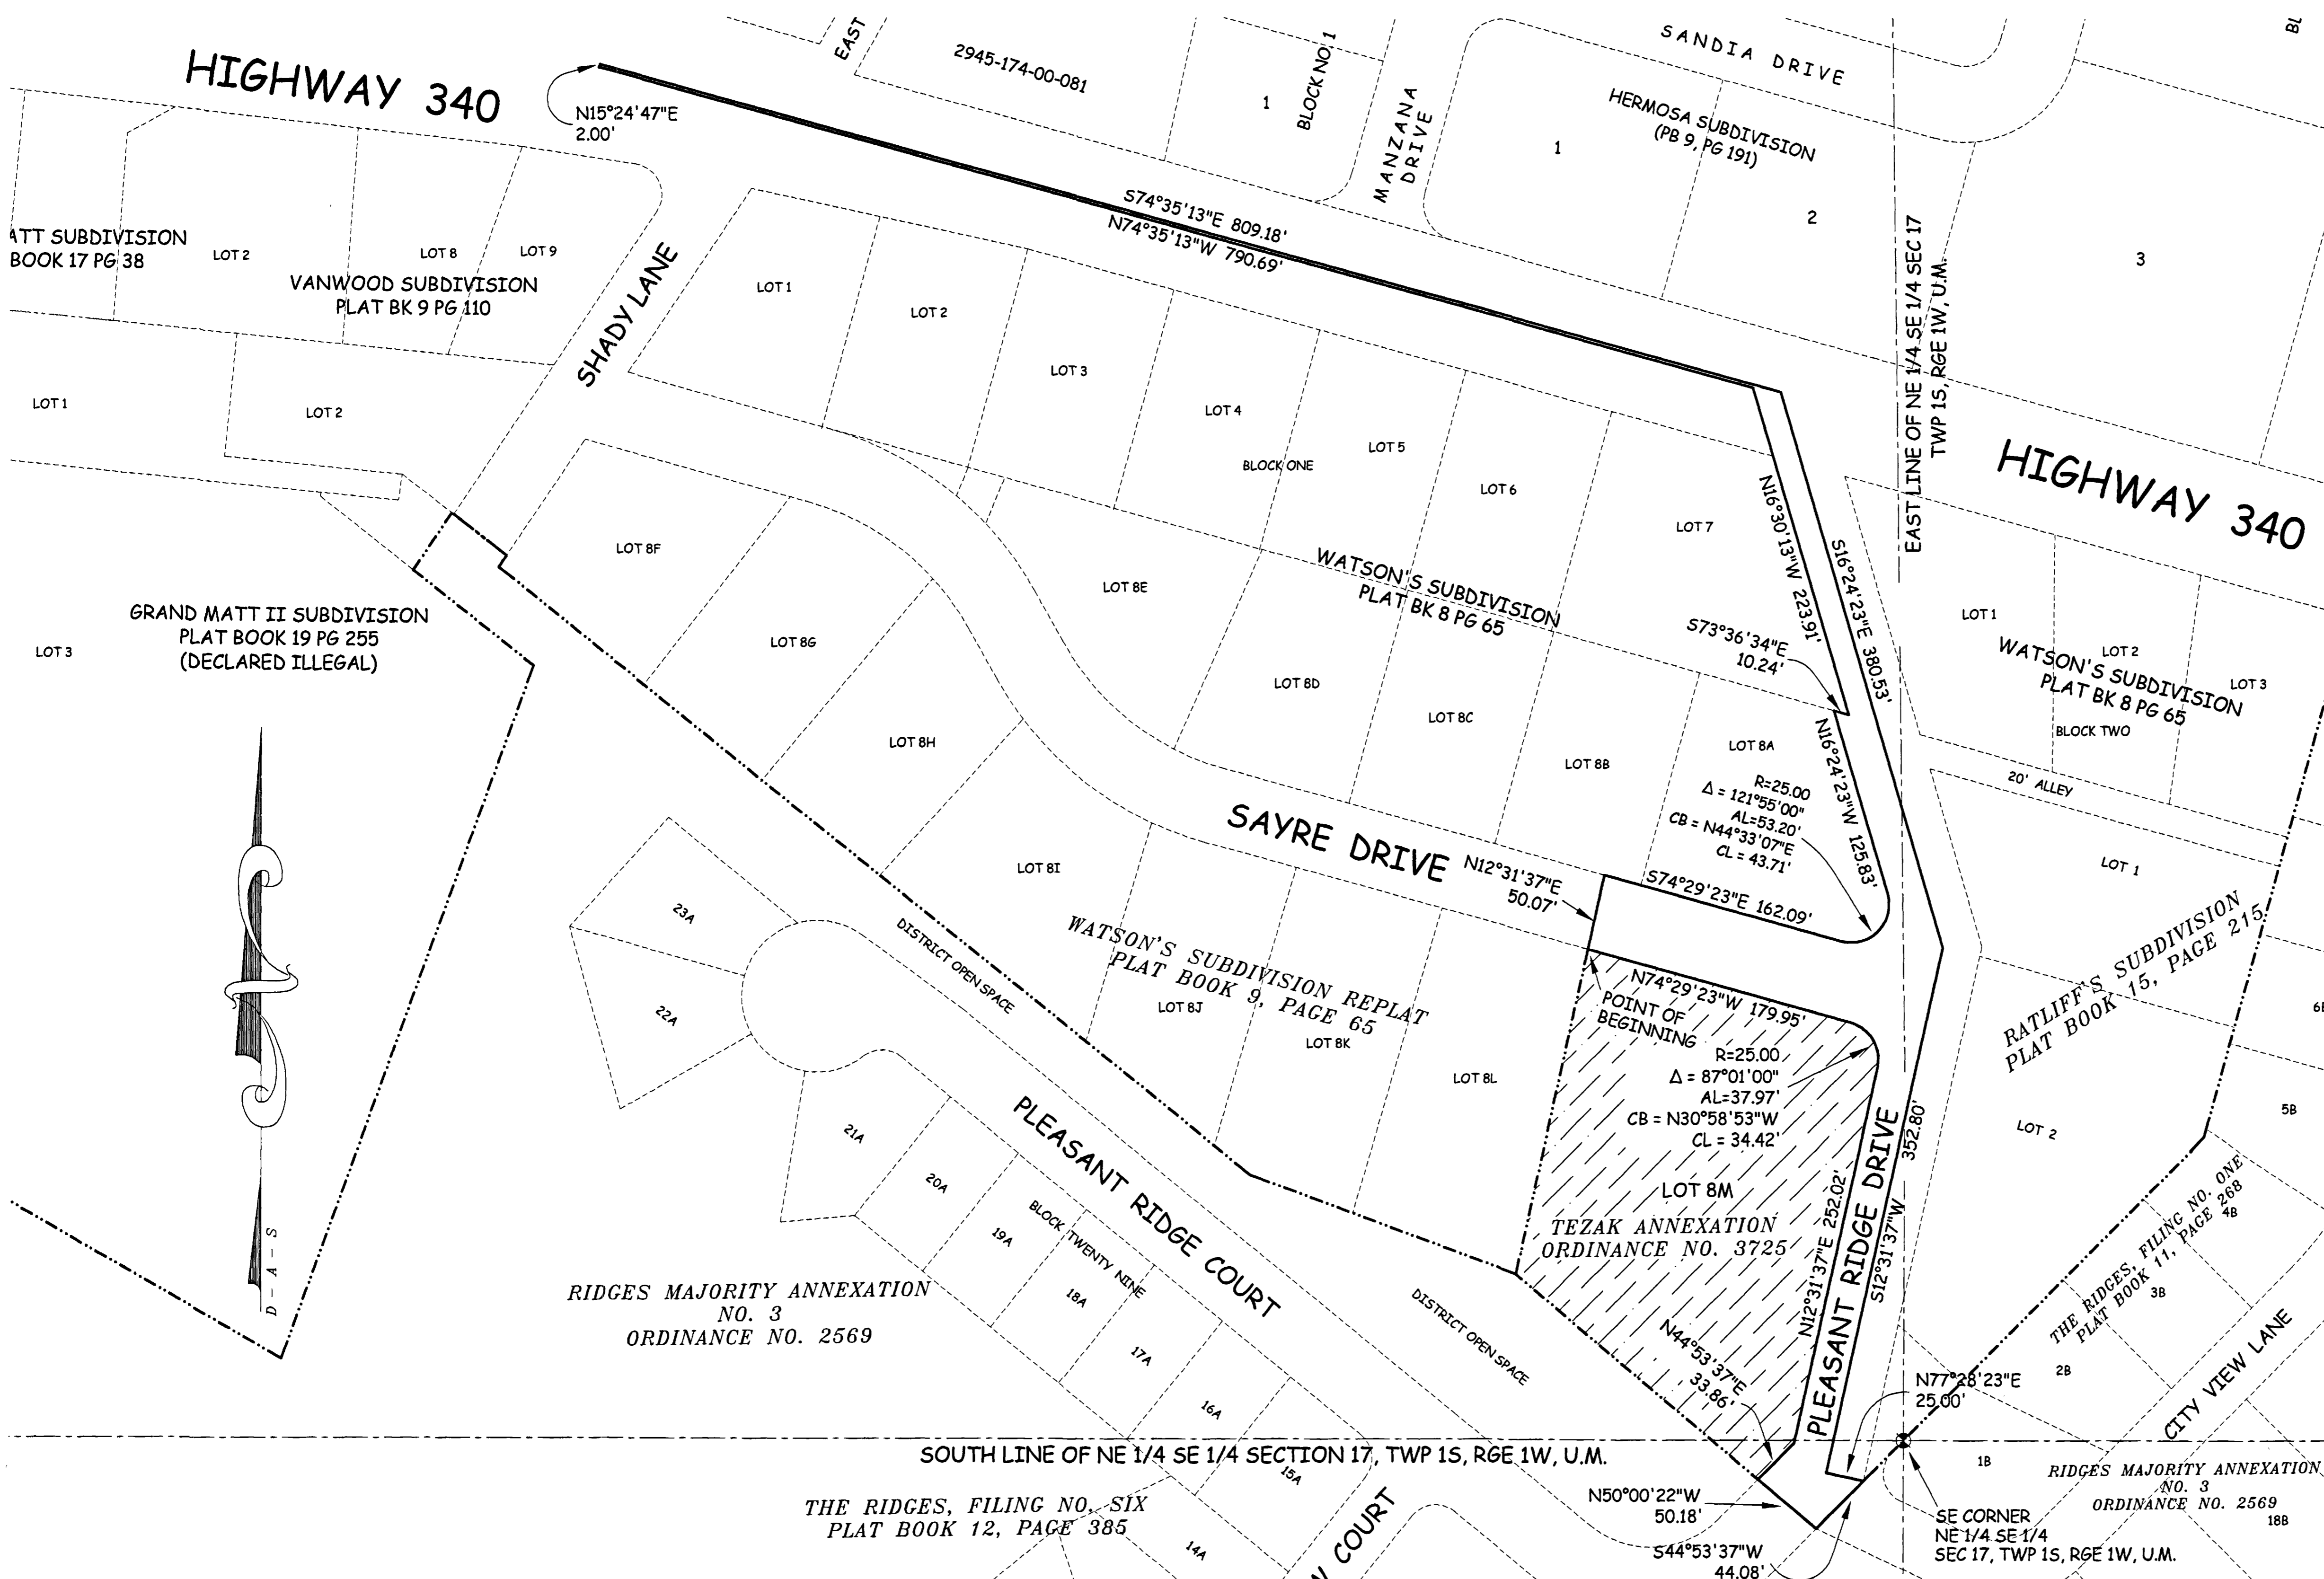 EAST
2945-174-00-081
1
BLOCK NO. 1
MANZANA
DRIVE
SANDIA DRIVE
HERMOSA SUBDIVISION
(PB 9, PG 191)
1
2
3
HIGHWAY 340
N15°24'47"E
2.00'
S74°35'13"E 809.18'
N74°35'13"W 790.69'
ATT SUBDIVISION
BOOK 17 PG 38
LOT 2
LOT 8
LOT 9
VANWOOD SUBDIVISION
PLAT BK 9 PG 110
SHADY LANE
LOT 1
LOT 2
LOT 1
LOT 2
LOT 3
LOT 4
BLOCK ONE
LOT 5
LOT 6
LOT 7
EAST LINE OF NE 1/4 SE 1/4 SEC 17
TWP 1S, RGE 1W, U.M.
HIGHWAY 340
N16°30'13"W 223.91'
S16°24'23"E 380.53'
S73°36'34"E
10.24'
N16°24'23"W 125.83'
WATSON'S SUBDIVISION
PLAT BK 8 PG 65
LOT 1
LOT 2
LOT 3
WATSON'S SUBDIVISION
PLAT BK 8 PG 65
BLOCK TWO
20' ALLEY
GRAND MATT II SUBDIVISION
PLAT BOOK 19 PG 255
(DECLARED ILLEGAL)
LOT 3
LOT 8F
LOT 8G
LOT 8H
LOT 8I
LOT 8J
LOT 8K
LOT 8L
LOT 8E
LOT 8D
LOT 8C
LOT 8B
LOT 8A
R=25.00
Δ = 121°55'00"
AL=53.20'
CB = N44°33'07"E
CL = 43.71'
SAYRE DRIVE
N12°31'37"E
50.07'
S74°29'23"E 162.09'
N74°29'23"W 179.95'
POINT OF
BEGINNING
R=25.00
Δ = 87°01'00"
AL=37.97'
CB = N30°58'53"W
CL = 34.42'
WATSON'S SUBDIVISION REPLAT
PLAT BOOK 9, PAGE 65
LOT 1
LOT 2
RATLIFF'S SUBDIVISION
PLAT BOOK 15, PAGE 215
5B
4B
3B
2B
1B
18B
THE RIDGES, FILING NO. ONE
PLAT BOOK 11, PAGE 268
CITY VIEW LANE
LOT 8M
TEZAK ANNEXATION
ORDINANCE NO. 3725
N12°31'37"E 252.02'
PLEASANT RIDGE DRIVE
S12°31'37"W 352.80'
N44°53'37"E
33.86'
N77°28'23"E
25.00'
N50°00'22"W
50.18'
S44°53'37"W
44.08'
SE CORNER
NE 1/4 SE 1/4
SEC 17, TWP 1S, RGE 1W, U.M.
RIDGES MAJORITY ANNEXATION
NO. 3
ORDINANCE NO. 2569
23A
22A
21A
20A
19A
18A
17A
16A
15A
14A
BLOCK TWENTY NINE
DISTRICT OPEN SPACE
DISTRICT OPEN SPACE
PLEASANT RIDGE COURT
RIDGES MAJORITY ANNEXATION
NO. 3
ORDINANCE NO. 2569
D-A-S
SOUTH LINE OF NE 1/4 SE 1/4 SECTION 17, TWP 1S, RGE 1W, U.M.
THE RIDGES, FILING NO. SIX
PLAT BOOK 12, PAGE 385
COURT